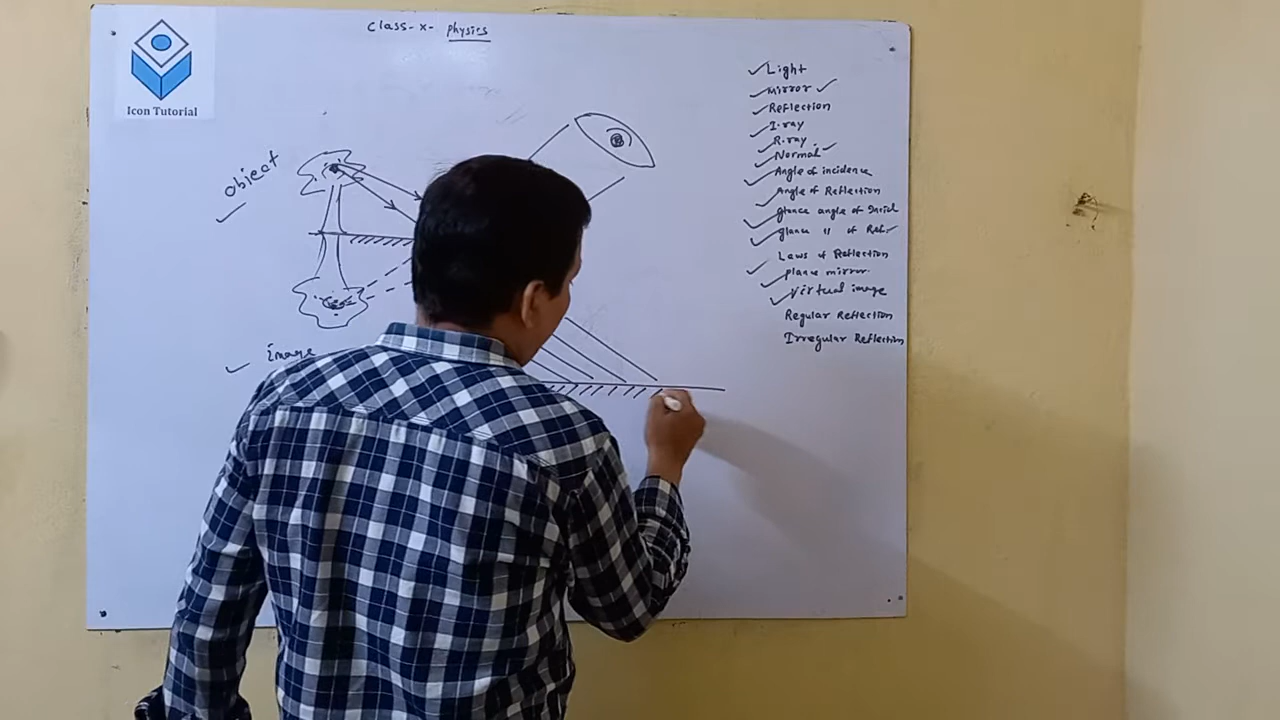 Class-X- Physics
Icon Tutorial
object
image
Light
Mirror
Reflection
I.ray
R.ray
Normal
Angle of incidence
Angle of Reflection
glance angle of Incid
glance " of Ref.
Laws of Reflection
plane mirror.
Virtual image
Regular Reflection
Irregular Reflection